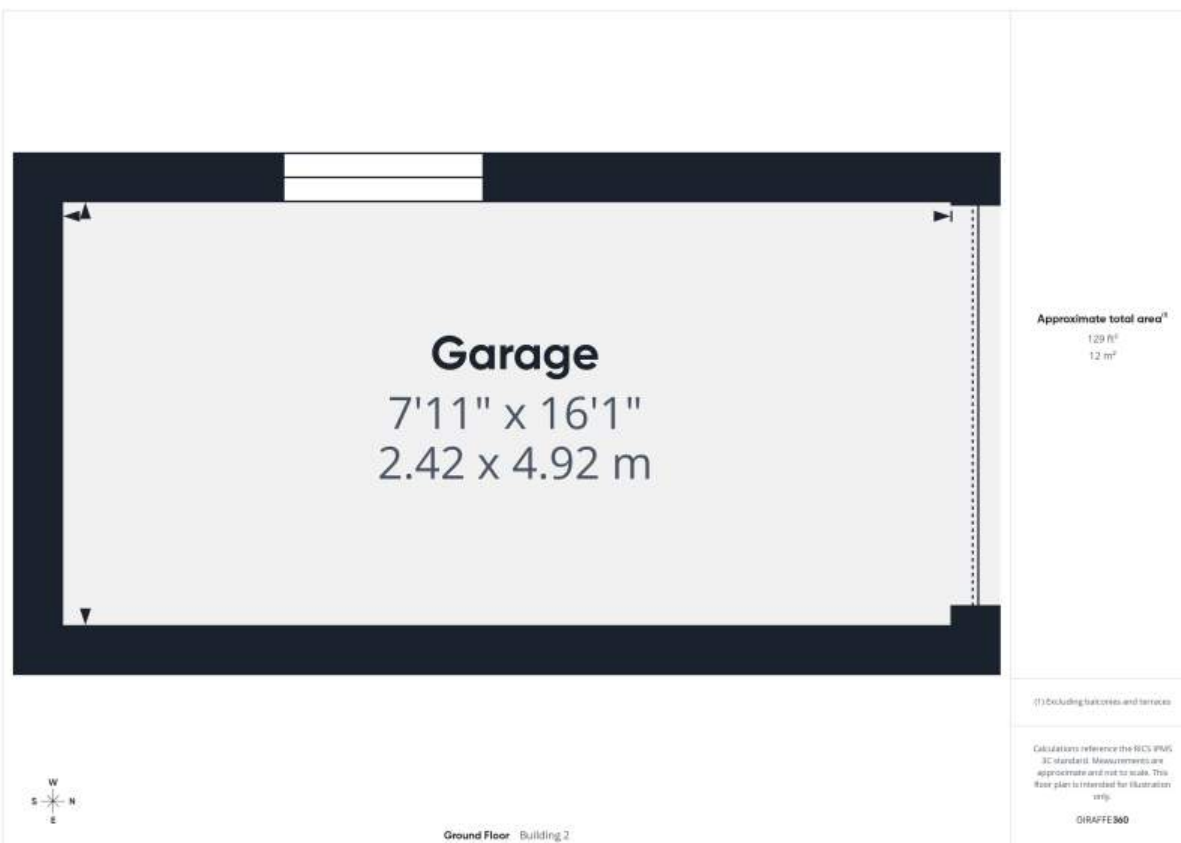 Garage
7'11" x 16'1"
2.42 x 4.92 m
Approximate total area⁽¹⁾
129 ft²
12 m²
(1) Excluding balconies and terraces
Calculations reference the RICS IPMS
3C standard. Measurements are
approximate and not to scale. This
floor plan is intended for illustration
only.
GIRAFFE360
W
S N
E
Ground Floor Building 2